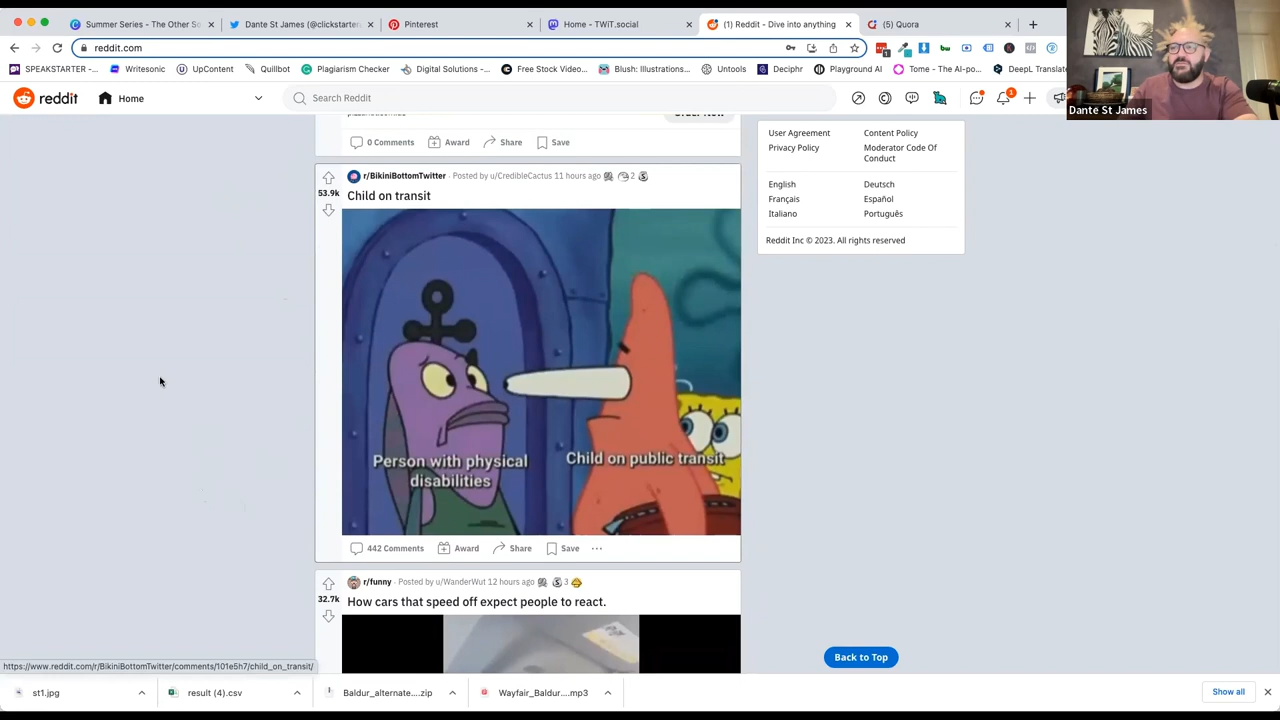 Summer Series - The Other So
Dante St James (@clickstarter
Pinterest
Home - TWiT.social
(1) Reddit - Dive into anything
(5) Quora
reddit.com
SPEAKSTARTER -...
Writesonic
UpContent
Quillbot
Plagiarism Checker
Digital Solutions -...
Free Stock Video...
Blush: Illustrations...
Untools
Deciphr
Playground AI
Tome - The AI-po...
DeepL Translate
Dante St James
reddit
Home
Search Reddit
1
0 Comments
Award
Share
Save
User Agreement
Content Policy
Privacy Policy
Moderator Code Of
Conduct
English
Deutsch
Français
Español
Italiano
Português
Reddit Inc © 2023. All rights reserved
r/BikiniBottomTwitter · Posted by u/CredibleCactus 11 hours ago 2
53.9k
Child on transit
Person with physical
disabilities
Child on public transit
442 Comments
Award
Share
Save
r/funny · Posted by u/WanderWut 12 hours ago 3
32.7k
How cars that speed off expect people to react.
Back to Top
https://www.reddit.com/r/BikiniBottomTwitter/comments/101e5h7/child_on_transit/
st1.jpg
result (4).csv
Baldur_alternate....zip
Wayfair_Baldur....mp3
Show all